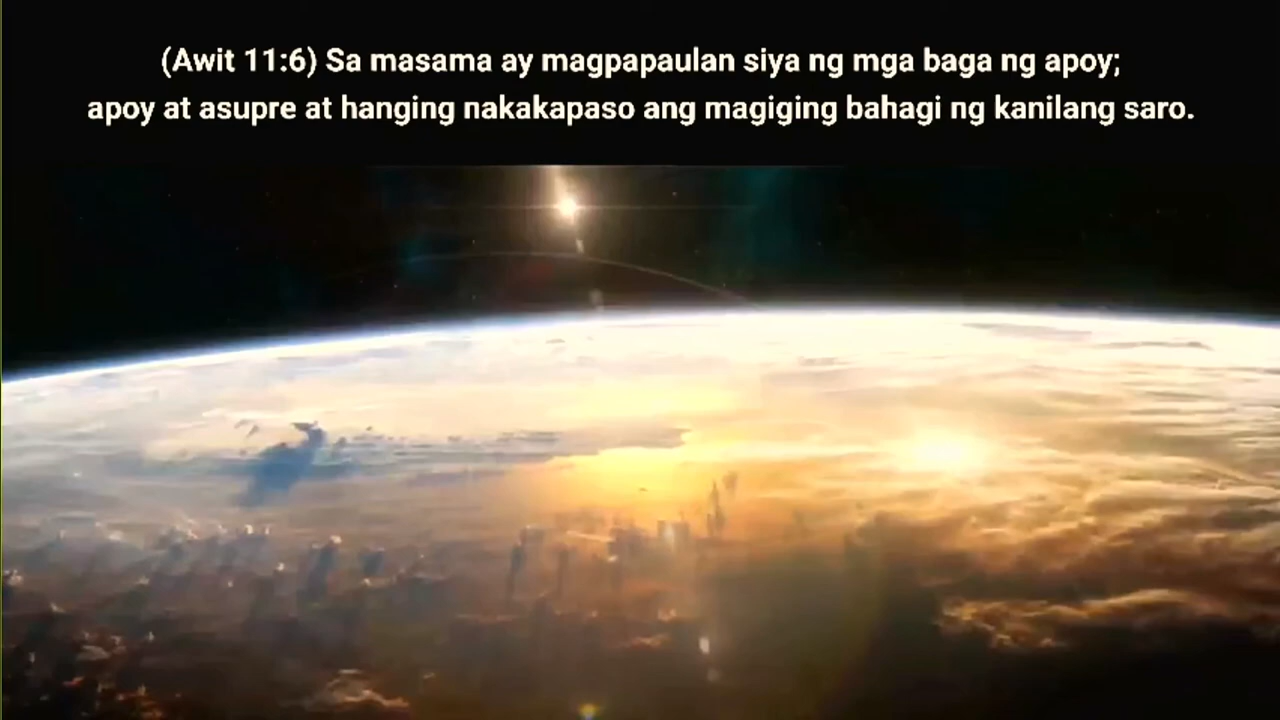 (Awit 11:6) Sa masama ay magpapaulan siya ng mga baga ng apoy;
apoy at asupre at hanging nakakapaso ang magiging bahagi ng kanilang saro.